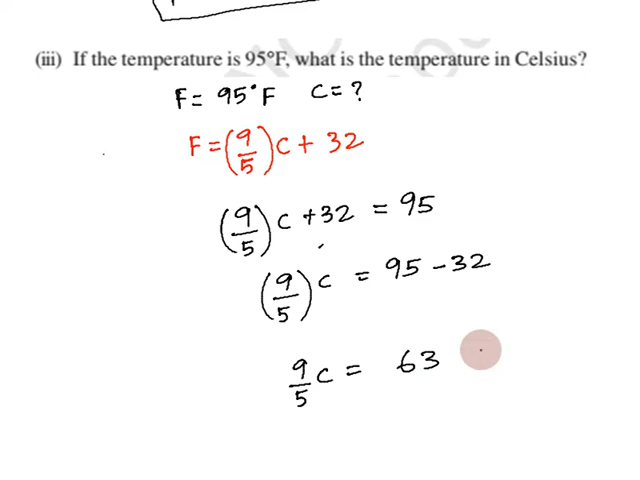 (iii) If the temperature is 95°F, what is the temperature in Celsius?
F = 95°F C = ?
F = (9/5) C + 32
(9/5) C + 32 = 95
(9/5) C = 95 - 32
9/5 C = 63